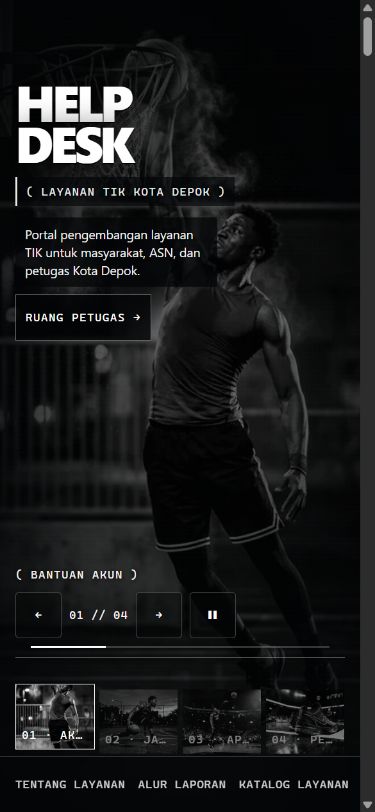 HELP
DESK
( LAYANAN TIK KOTA DEPOK )
Portal pengembangan layanan
TIK untuk masyarakat, ASN, dan
petugas Kota Depok.
RUANG PETUGAS →
( BANTUAN AKUN )
← 01 // 04 →
01 · AK… 02 · JA… 03 · AP… 04 · PE…
TENTANG LAYANAN ALUR LAPORAN KATALOG LAYANAN